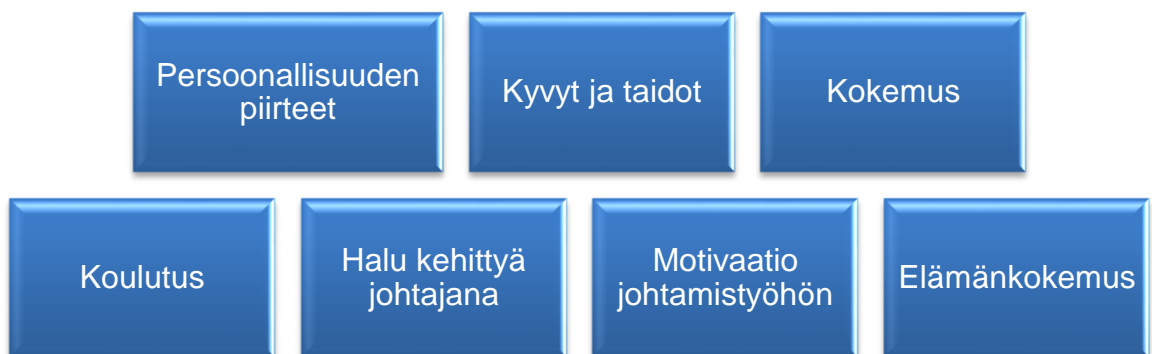 Persoonallisuuden
piirteet
Kyvyt ja taidot
Kokemus
Koulutus
Halu kehittyä
johtajana
Motivaatio
johtamistyöhön
Elämänkokemus